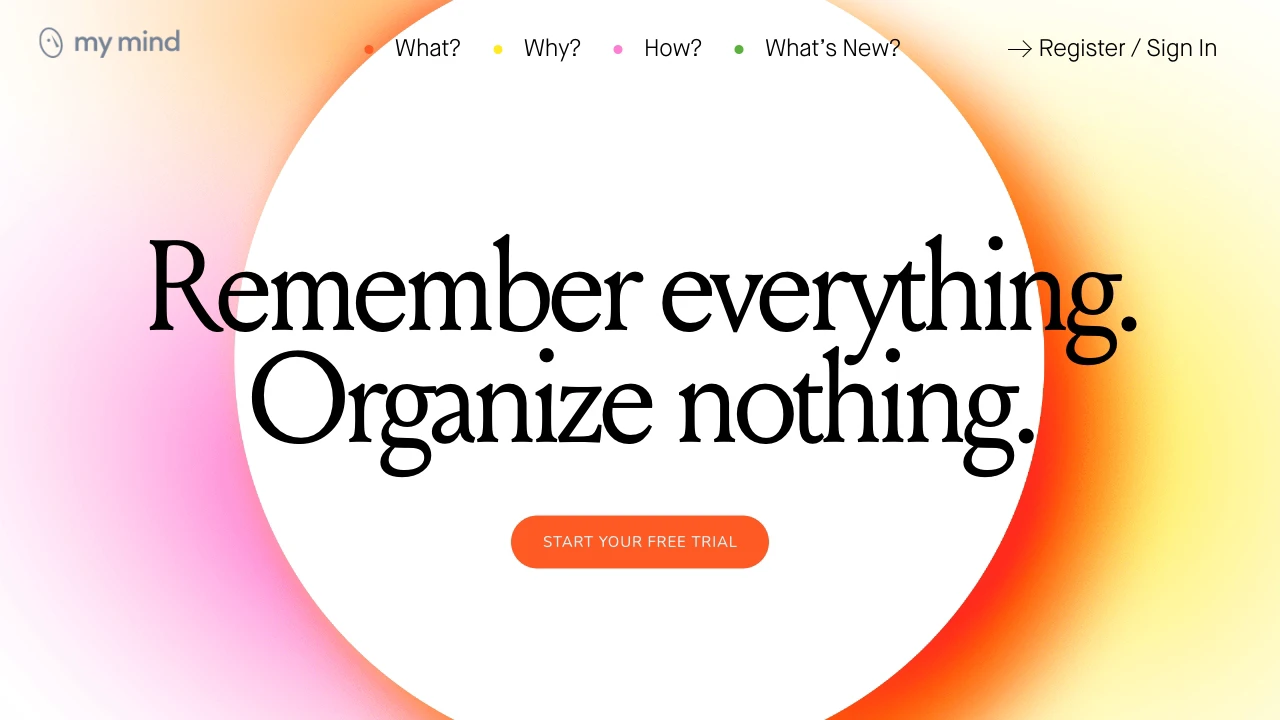 my mind
What? Why? How? What's New?
Register / Sign In
Remember everything.
Organize nothing.
START YOUR FREE TRIAL